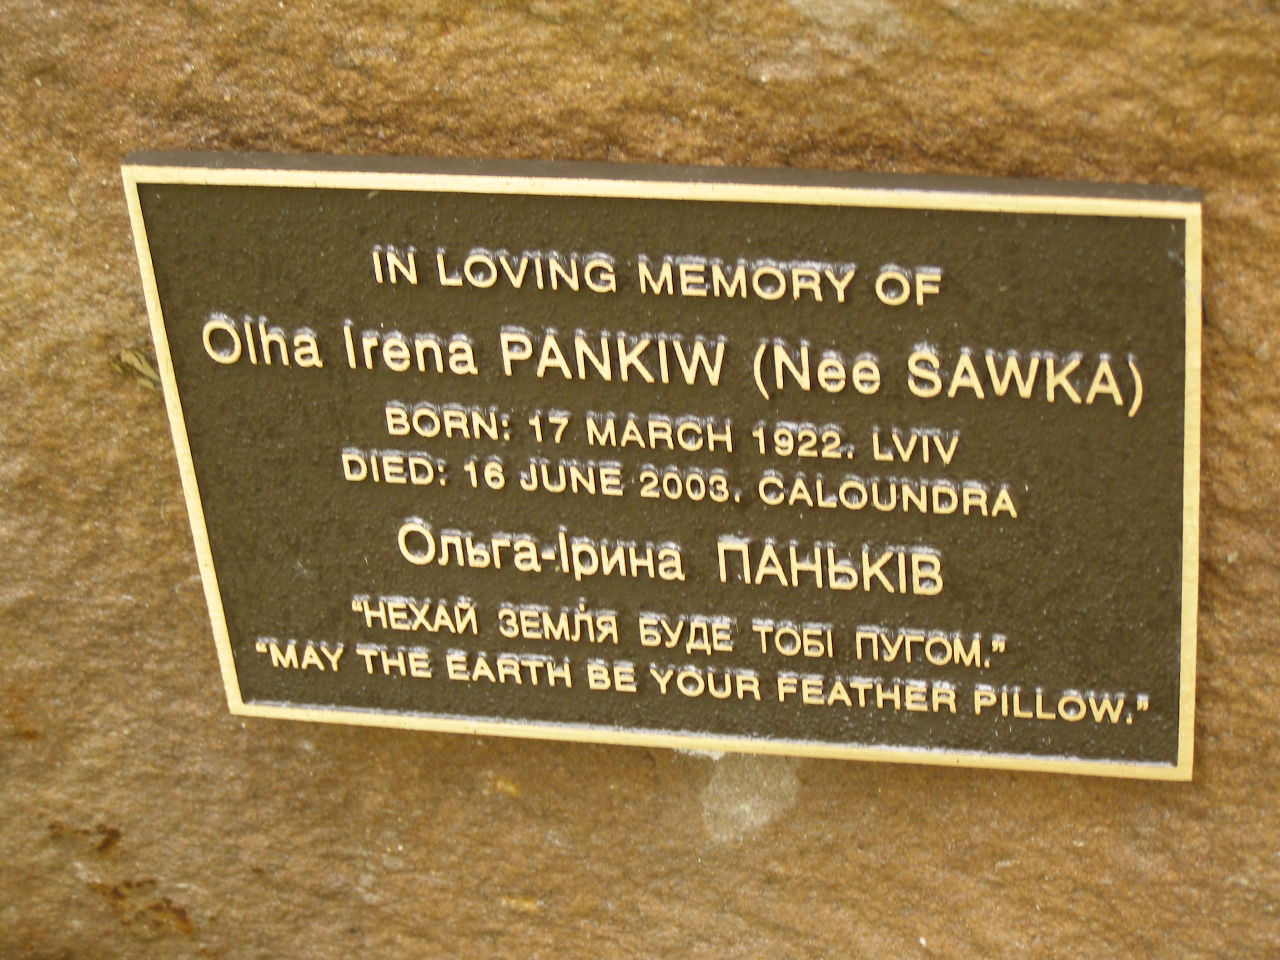 IN LOVING MEMORY OF
Olha Irena PANKIW (Nee SAWKA)
BORN: 17 MARCH 1922. LVIV
DIED: 16 JUNE 2003. CALOUNDRA
Ольга-Ірина ПАНЬКІВ
“НЕХАЙ ЗЕМЛЯ БУДЕ ТОБІ ПУГОМ.”
“MAY THE EARTH BE YOUR FEATHER PILLOW.”